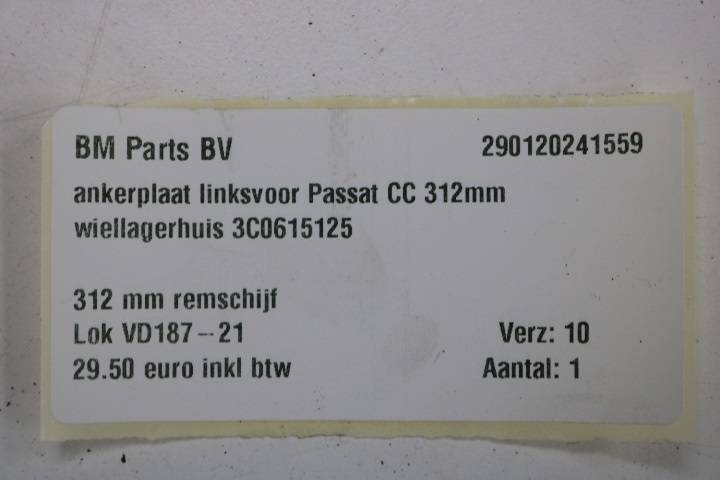 BM Parts BV 290120241559
ankerplaat linksvoor Passat CC 312mm
wiellagerhuis 3C0615125
312 mm remschijf
Lok VD187-21 Verz: 10
29.50 euro inkl btw Aantal: 1